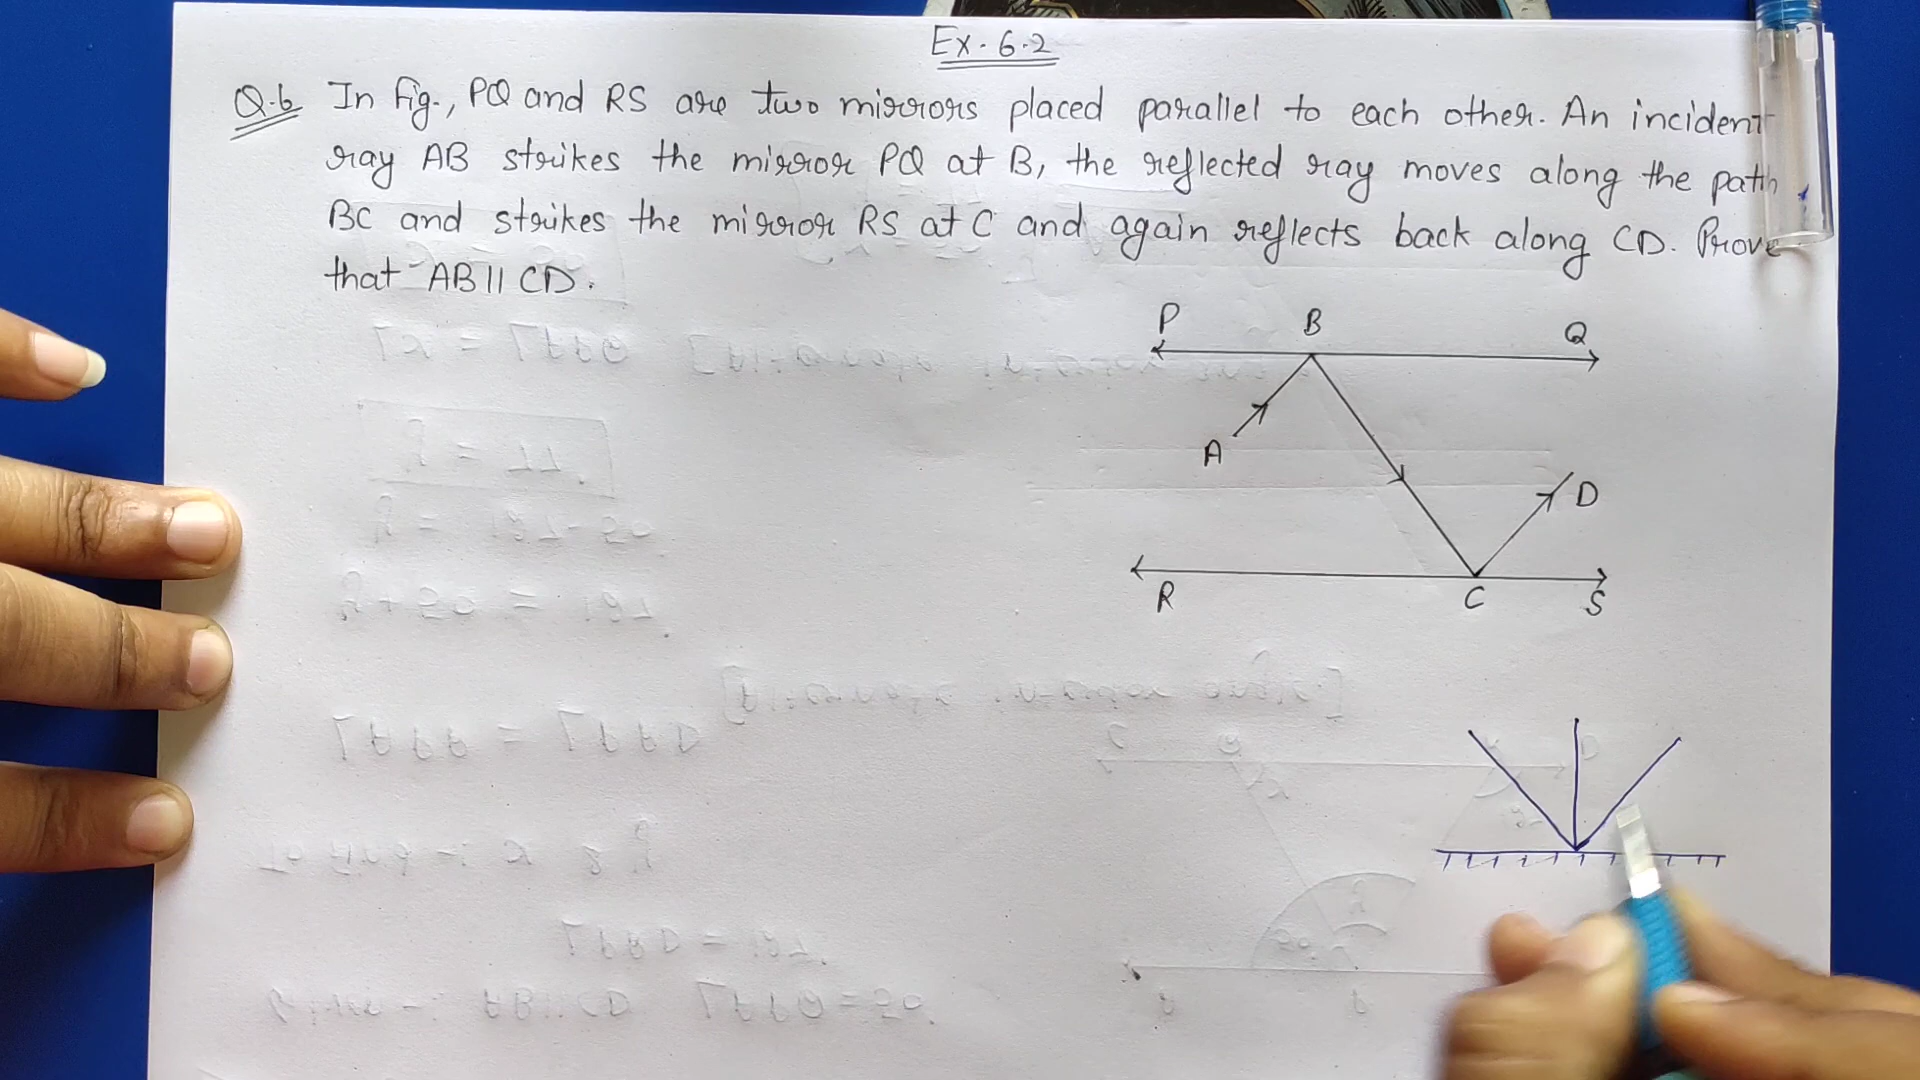 Ex. 6.2
Q.6 In fig., PQ and RS are two mirrors placed parallel to each other. An incident
ray AB strikes the mirror PQ at B, the reflected ray moves along the path
BC and strikes the mirror RS at C and again reflects back along CD. Prove
that AB || CD.
P B Q
A
D
R C S